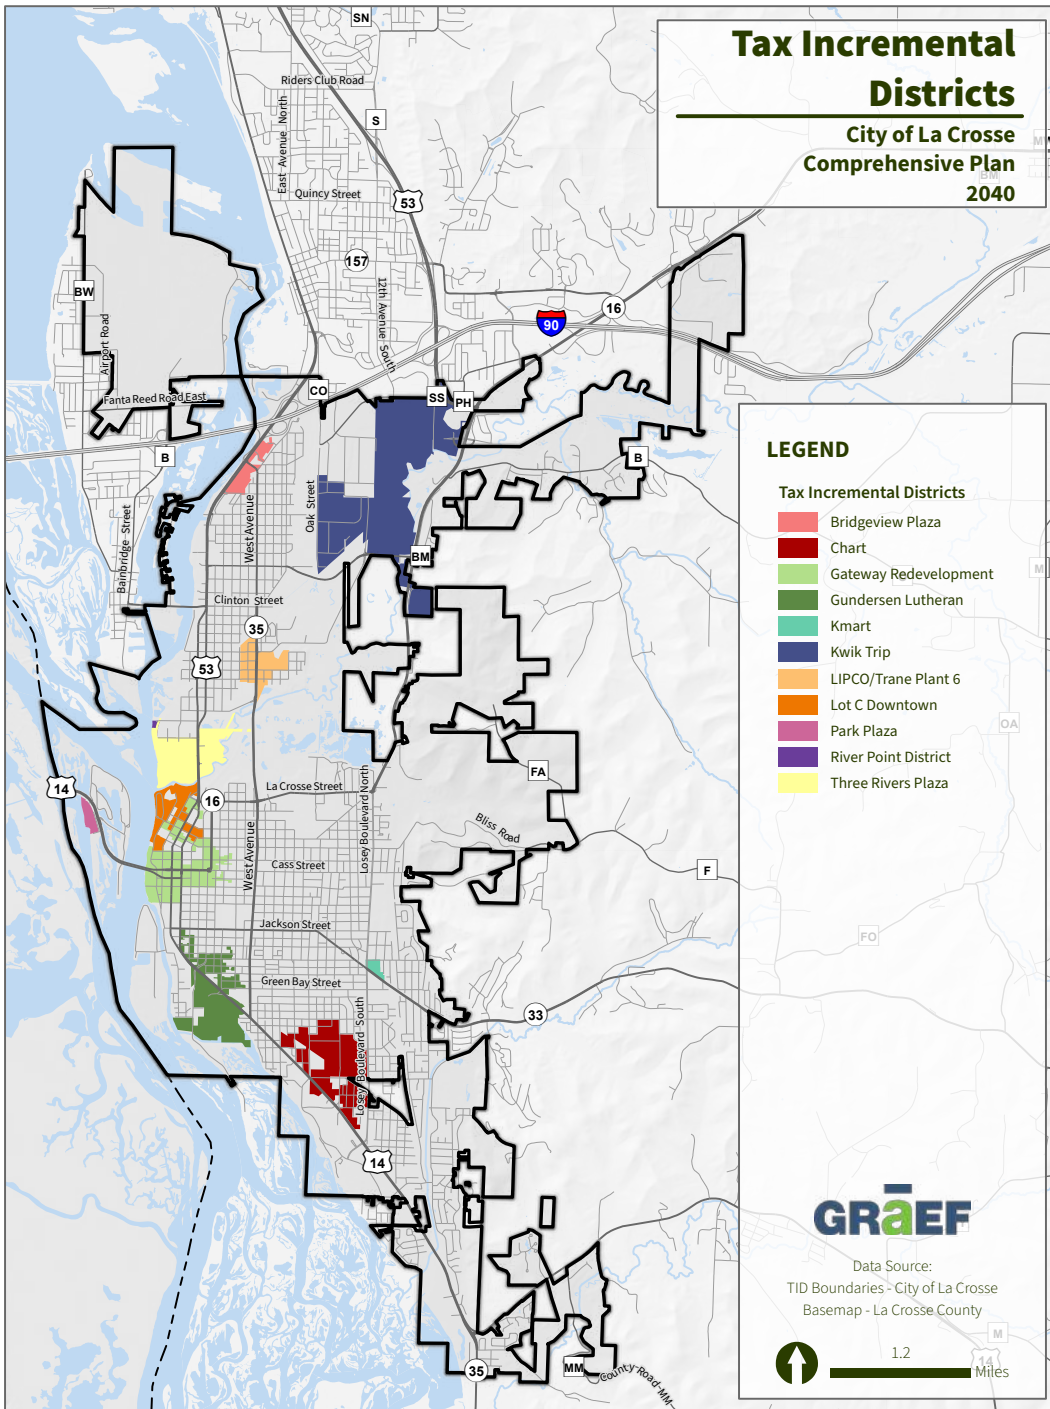 Tax Incremental
Districts
City of La Crosse
Comprehensive Plan
2040
SN
Riders Club Road
S
East Avenue North
Quincy Street
53
157
12th Avenue South
BW
Airport Road
16
90
Fanta Reed Road East
CO
SS
PH
B
B
West Avenue
Oak Street
Bainbridge Street
BM
Clinton Street
35
53
14
16
La Crosse Street
Losey Boulevard North
FA
Bliss Road
West Avenue
Cass Street
F
Jackson Street
Green Bay Street
33
Losey Boulevard South
14
35
MM
County Road MM
LEGEND
Tax Incremental Districts
Bridgeview Plaza
Chart
Gateway Redevelopment
Gundersen Lutheran
Kmart
Kwik Trip
LIPCO/Trane Plant 6
Lot C Downtown
Park Plaza
River Point District
Three Rivers Plaza
BM
M
OA
FO
GRaEF
Data Source:
TID Boundaries - City of La Crosse
Basemap - La Crosse County
M
14
1.2
Miles